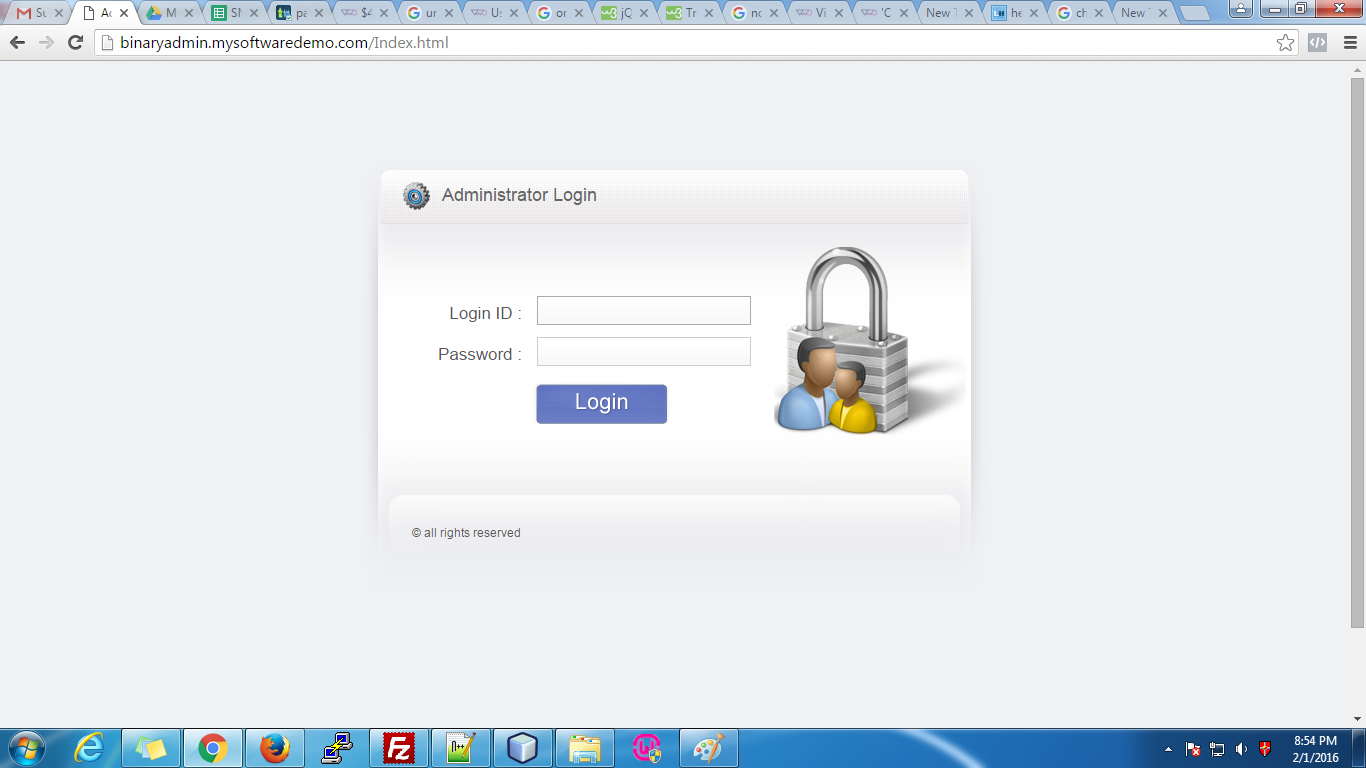 Su
Ac
M
SN
pa
$4
ur
Us
or
jQ
Tr
no
Vi
'C
New T
he
ch
New T
binaryadmin.mysoftwaredemo.com/Index.html
Administrator Login
Login ID :
Password :
Login
© all rights reserved
8:54 PM
2/1/2016